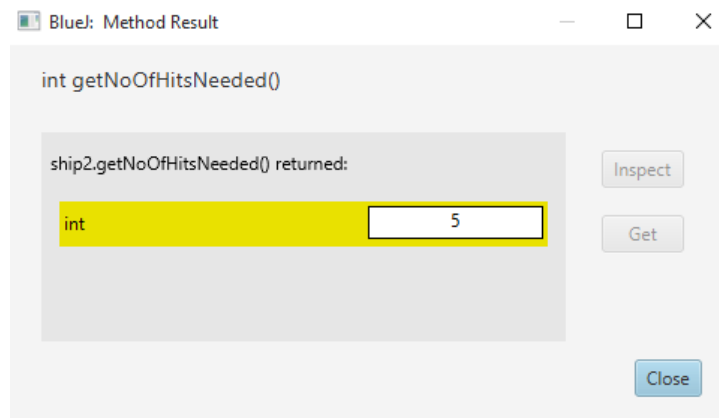 BlueJ: Method Result
int getNoOfHitsNeeded()
ship2.getNoOfHitsNeeded() returned:
Inspect
int 5
Get
Close